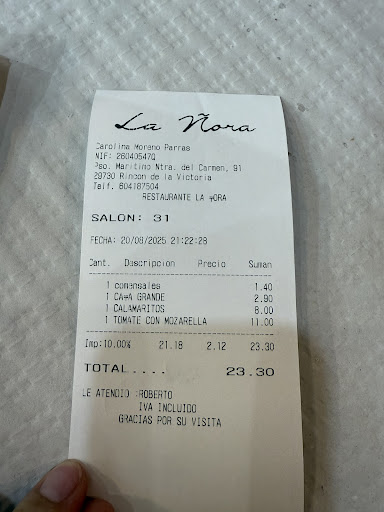 La Ñora
Carolina Moreno Parras
NIF: 26040547Q
Pso. Maritimo Ntra. del Carmen, 91
29730 Rincon de la Victoria
Telf. 604187504
RESTAURANTE LA ÑORA
SALON: 31
FECHA: 20/08/2025 21:22:28
Cant. Descripcion Precio Suman
1 comensales 1.40
1 CAÑA GRANDE 2.90
1 CALAMARITOS 8.00
1 TOMATE CON MOZARELLA 11.00
Imp:10.00% 21.18 2.12 23.30
TOTAL.... 23.30
LE ATENDIO :ROBERTO
IVA INCLUIDO
GRACIAS POR SU VISITA